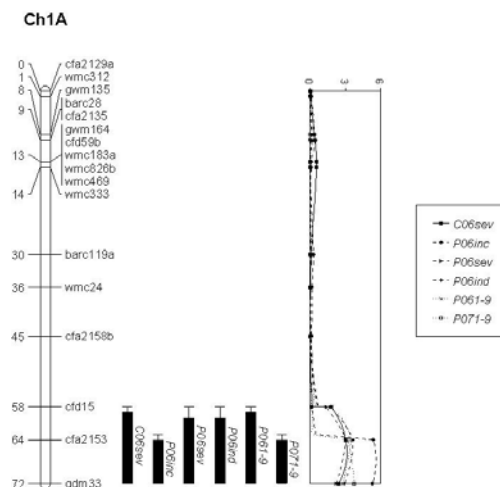 Ch1A
0 cfa2129a
1 wmc312
8 gwm135
barc28
9 cfa2135
gwm164
cfd59b
13 wmc183a
wmc826b
wmc469
14 wmc333
30 barc119a
36 wmc24
45 cfa2158b
58 cfd15
64 cfa2153
72 gdm33
C06sev
P06inc
P06sev
P06ind
P061-9
P071-9
0 3 6
C06sev
P06inc
P06sev
P06ind
P061-9
P071-9